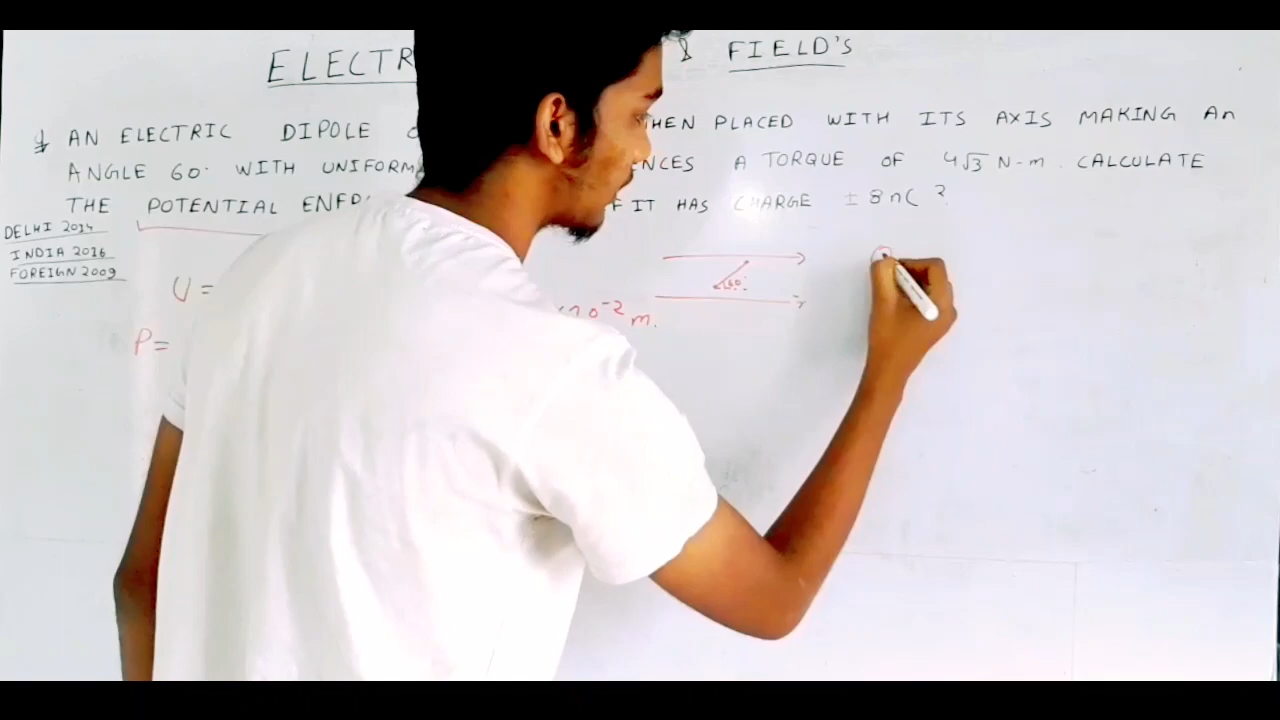 ELECTR & FIELD'S
q AN ELECTRIC DIPOLE HEN PLACED WITH ITS AXIS MAKING An
ANGLE 60° WITH UNIFORM ENCES A TORQUE OF 4√3 N-m. CALCULATE
THE POTENTIAL ENER F IT HAS CHARGE ± 8nC ?
DELHI 2014
INDIA 2016
FOREIGN 2009
U =
60°
10⁻² m.
P =